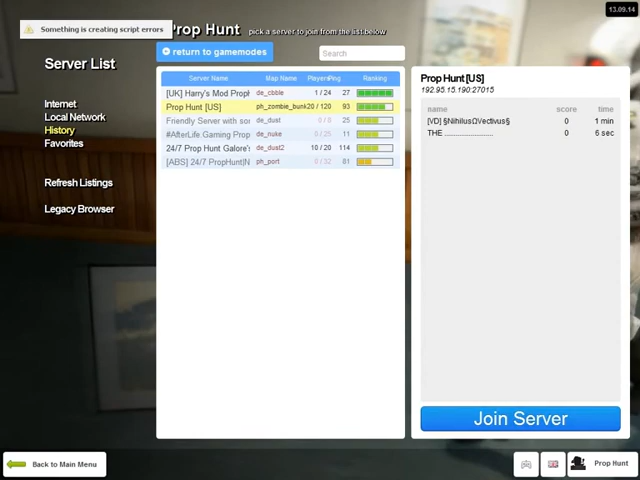 13.09.14
Something is creating script errors
Prop Hunt pick a server to join from the list below
return to gamemodes
Search
Server List
Internet
Local Network
History
Favorites
Refresh Listings
Legacy Browser
Server Name Map Name Players Ping Ranking
[UK] Harry's Mod Proph de_cbble 1 / 24 27
Prop Hunt [US] ph_zombie_bunk 20 / 120 93
Friendly Server with sor de_dust 0 / 8 25
#AfterLife Gaming Prop de_nuke 0 / 25 11
24/7 Prop Hunt Galore's de_dust2 10 / 20 114
[ABS] 24/7 PropHunt|N ph_port 0 / 32 81
Prop Hunt [US]
192.95.15.190:27015
name score time
[VD] §NihilusΩVectivus§ 0 1 min
THE ........................ 0 6 sec
Join Server
Back to Main Menu
Prop Hunt